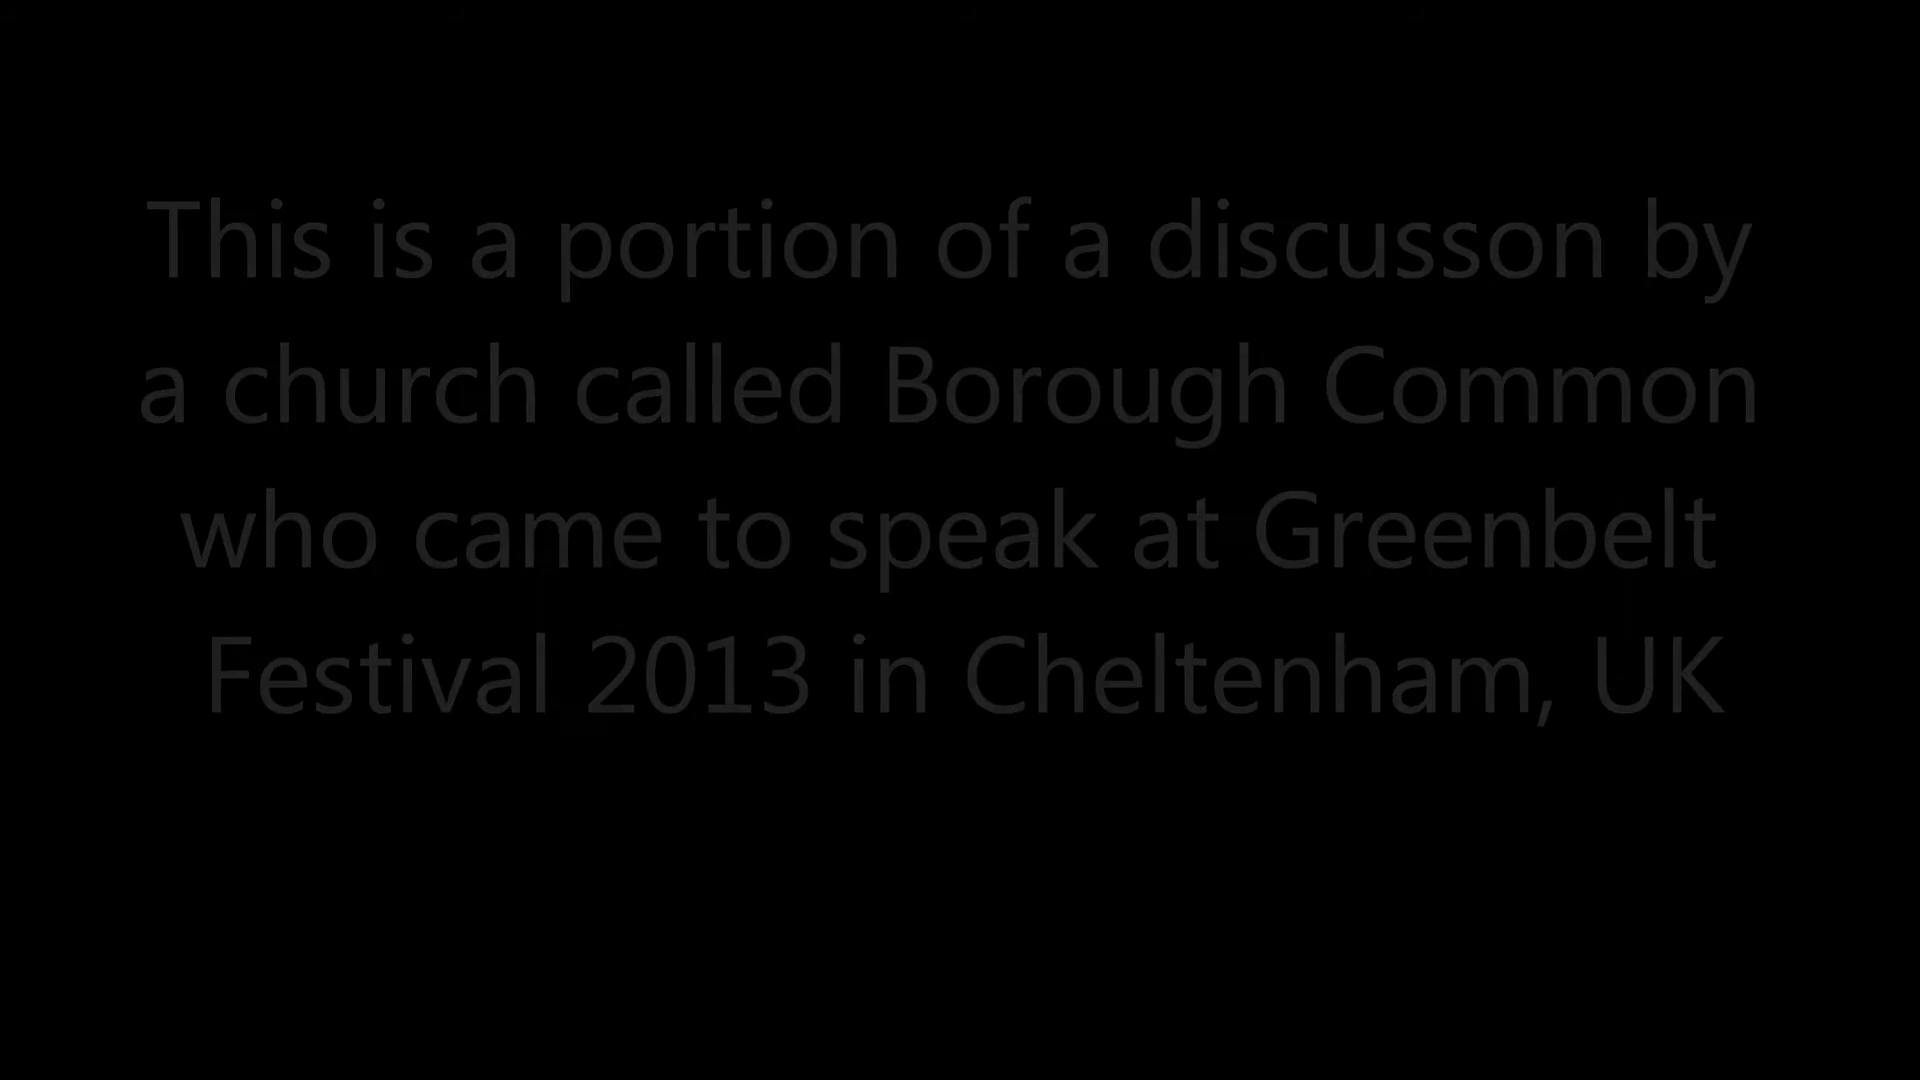 This is a portion of a discusson by
a church called Borough Common
who came to speak at Greenbelt
Festival 2013 in Cheltenham, UK